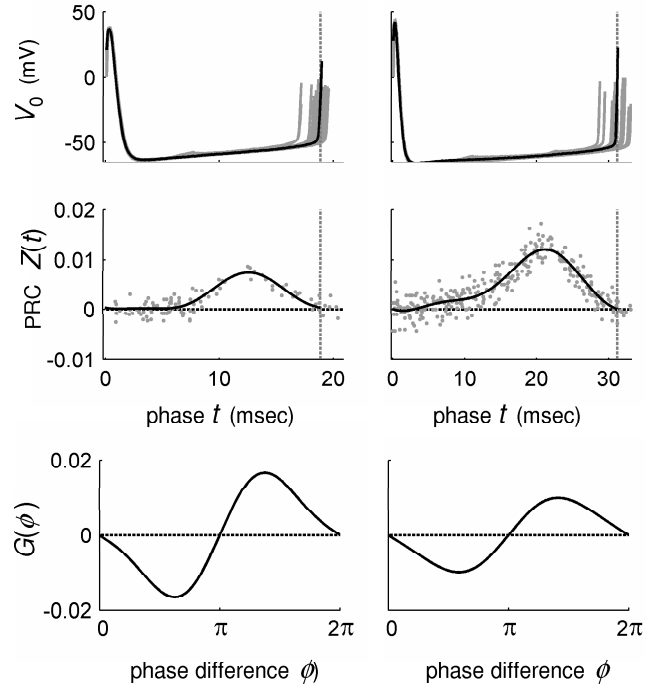 50
0
-50
V₀ (mV)
0.02
0.01
0
-0.01
PRC Z(t)
0 10 20
0 10 20 30
phase t (msec)
phase t (msec)
0.02
0
-0.02
G(ϕ)
0 π 2π
0 π 2π
phase difference ϕ)
phase difference ϕ